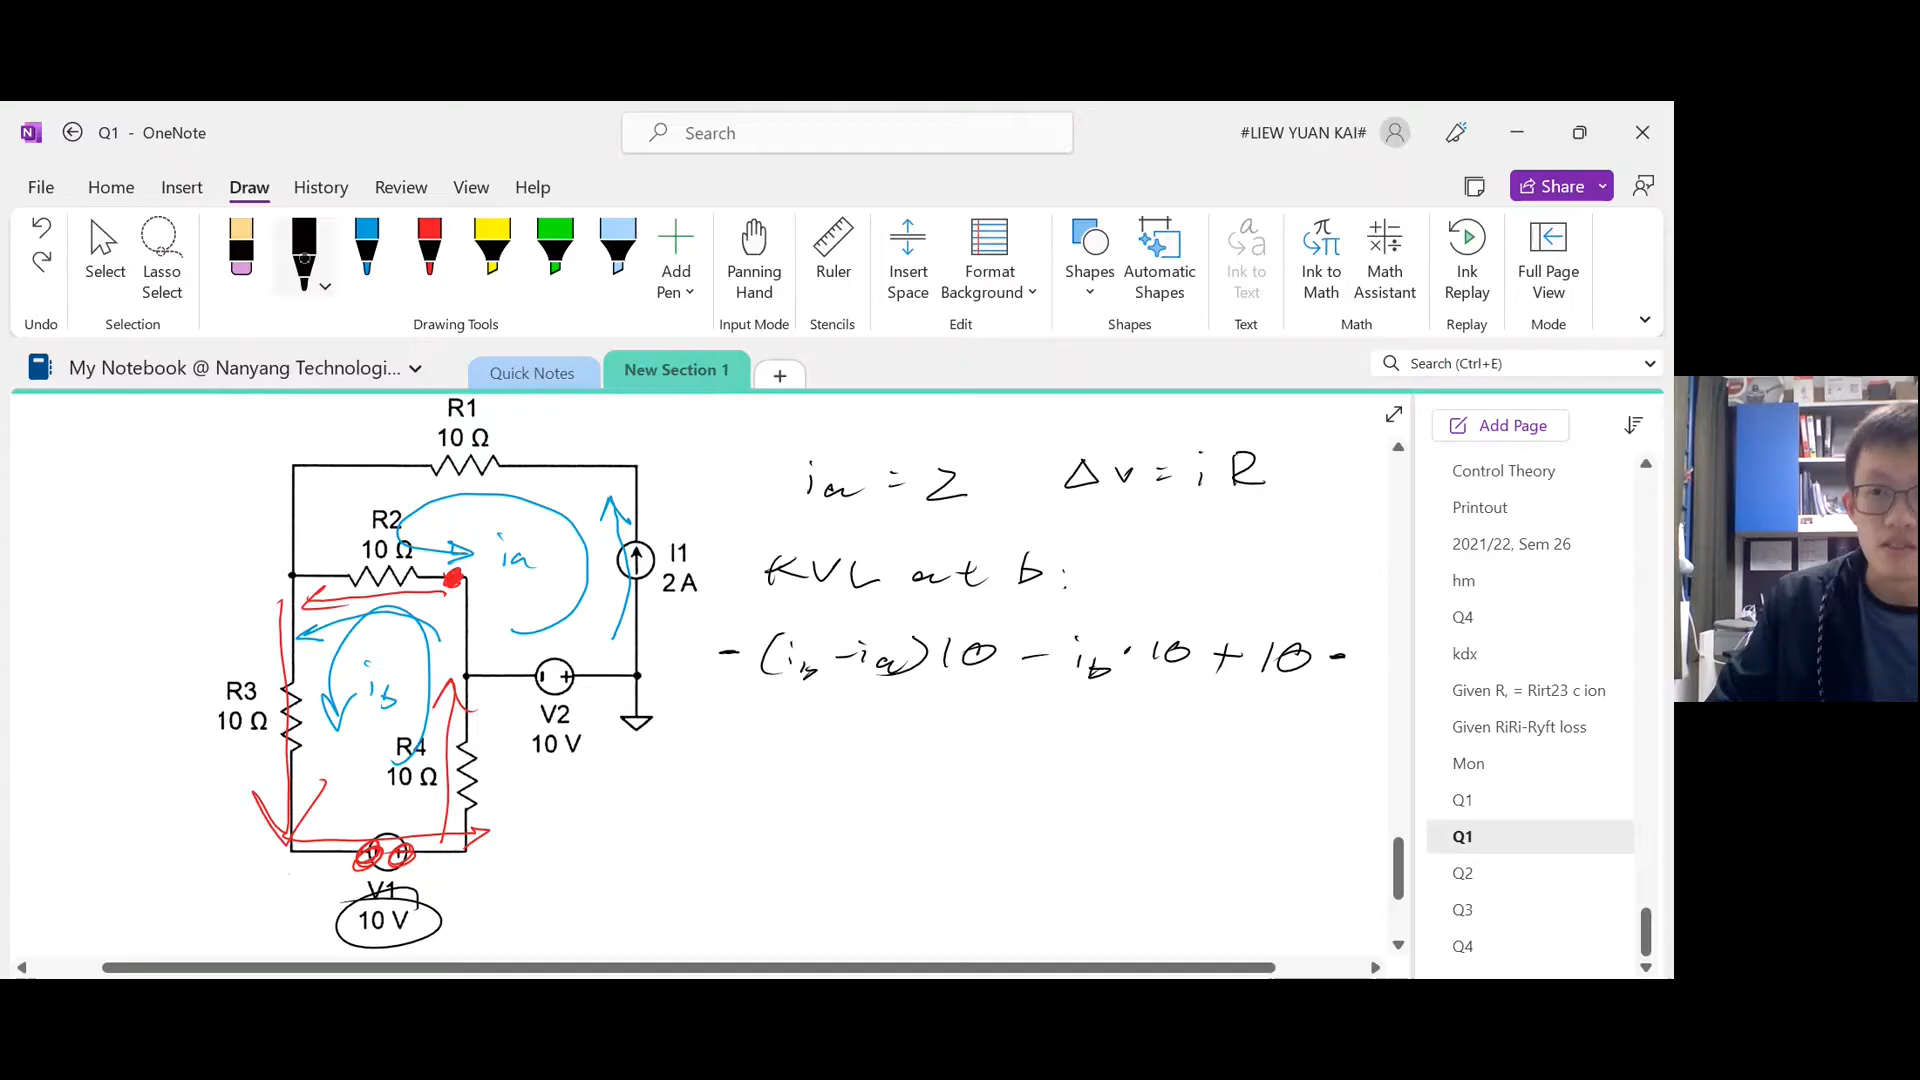 Q1 - OneNote
Search
#LIEW YUAN KAI#
File Home Insert Draw History Review View Help
Share
Select
Lasso Select
Add Pen
Panning Hand
Ruler
Insert Space
Format Background
Shapes
Automatic Shapes
Ink to Text
Ink to Math
Math Assistant
Ink Replay
Full Page View
Undo
Selection
Drawing Tools
Input Mode
Stencils
Edit
Shapes
Text
Math
Replay
Mode
My Notebook @ Nanyang Technologi...
Quick Notes
New Section 1
Search (Ctrl+E)
R1
10 Ω
R2
10 Ω
ia
I1
2 A
ib
R3
10 Ω
R4
10 Ω
V2
10 V
V1
10 V
ia = 2 Δv = i R
KVL at b:
- (ib - ia) 10 - ib · 10 + 10 -
Add Page
Control Theory
Printout
2021/22, Sem 26
hm
Q4
kdx
Given R, = Rirt23 c ion
Given RiRi-Ryft loss
Mon
Q1
Q1
Q2
Q3
Q4